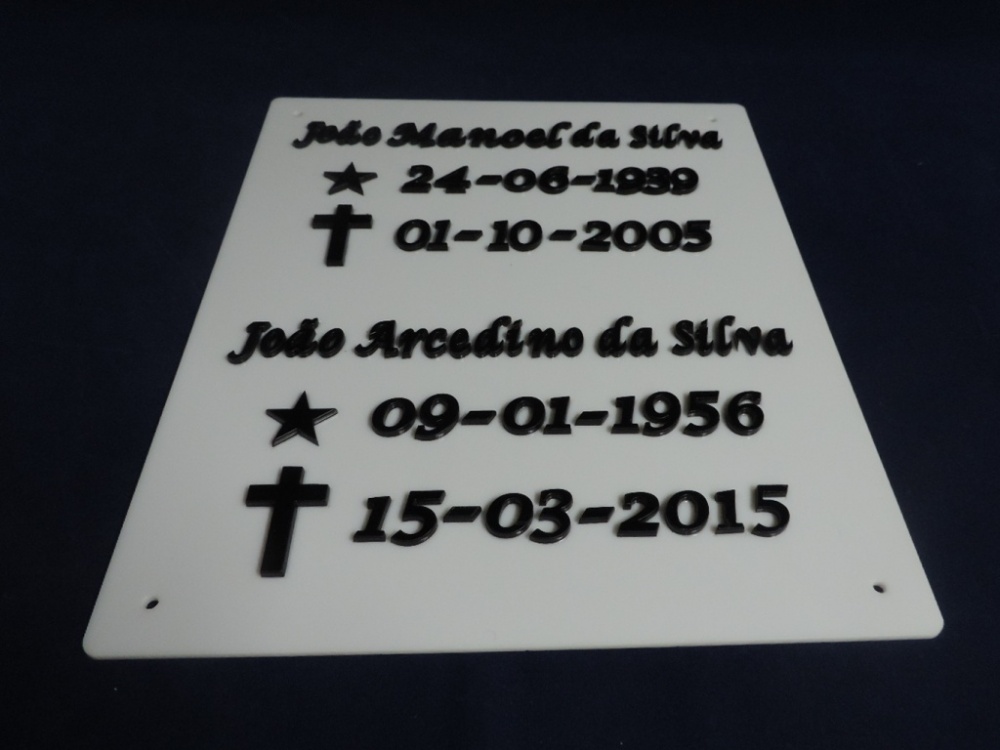 João Manoel da Silva
24-06-1939
01-10-2005
João Arcedino da Silva
09-01-1956
15-03-2015